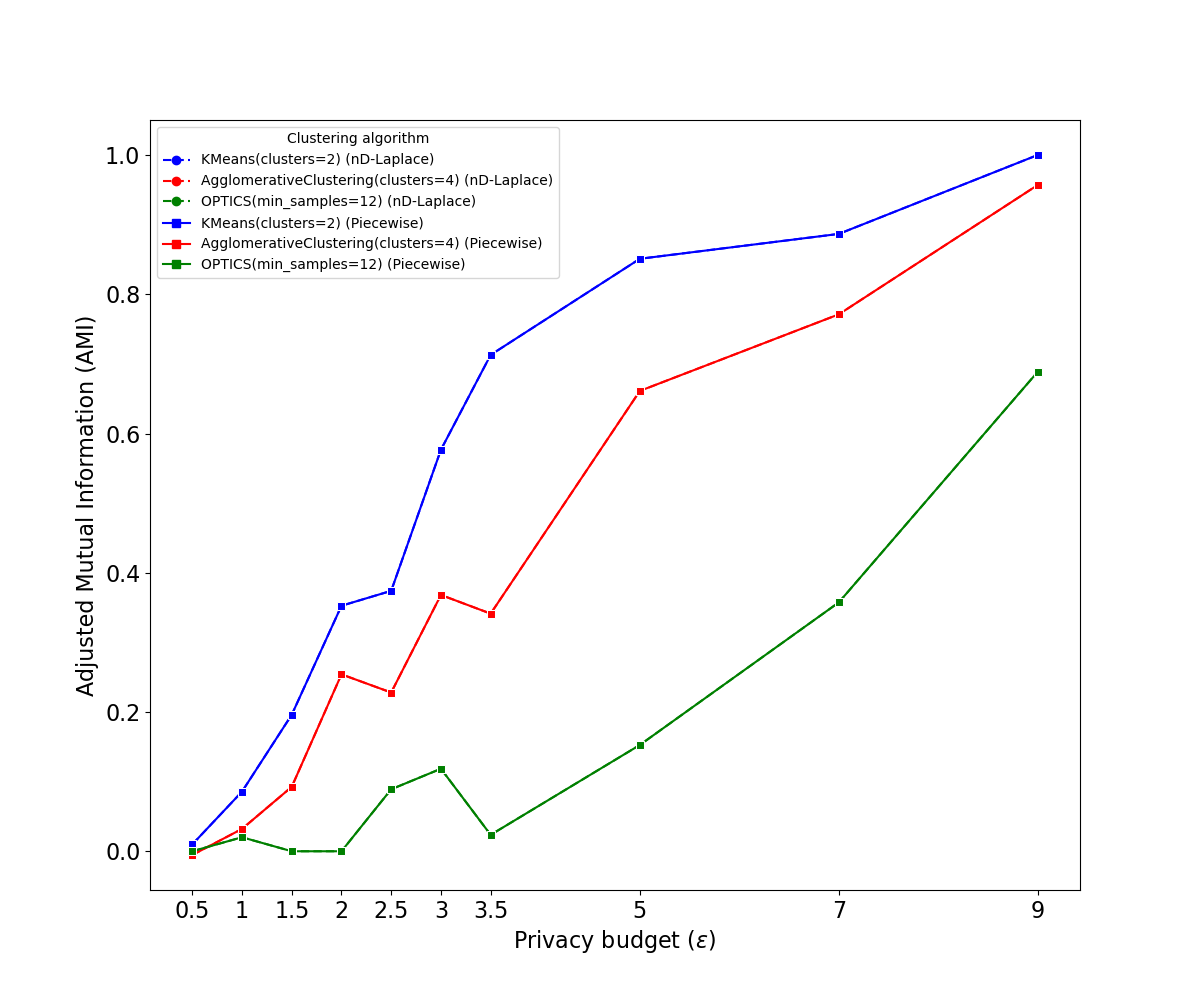 Clustering algorithm
KMeans(clusters=2) (nD-Laplace)
AgglomerativeClustering(clusters=4) (nD-Laplace)
OPTICS(min_samples=12) (nD-Laplace)
KMeans(clusters=2) (Piecewise)
AgglomerativeClustering(clusters=4) (Piecewise)
OPTICS(min_samples=12) (Piecewise)
Adjusted Mutual Information (AMI)
1.0
0.8
0.6
0.4
0.2
0.0
0.5 1 1.5 2 2.5 3 3.5 5 7 9
Privacy budget (ε)